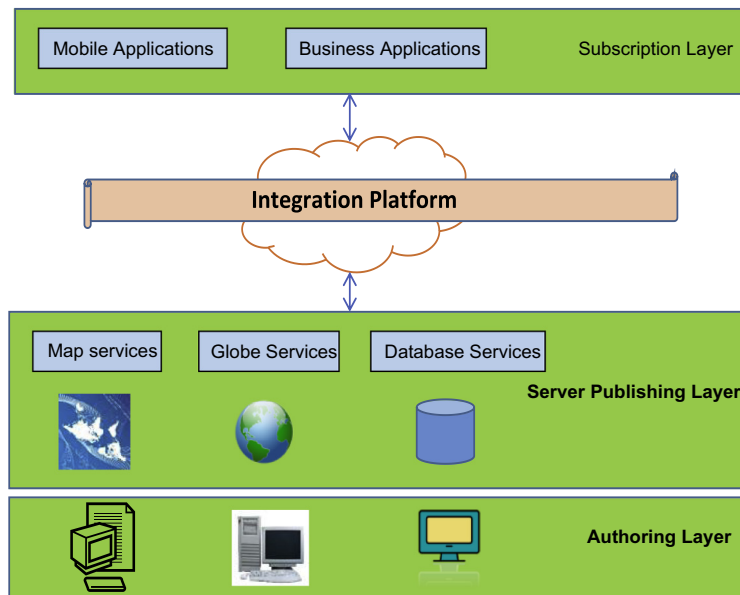 Mobile Applications
Business Applications
Subscription Layer
Integration Platform
Map services
Globe Services
Database Services
Server Publishing Layer
Authoring Layer